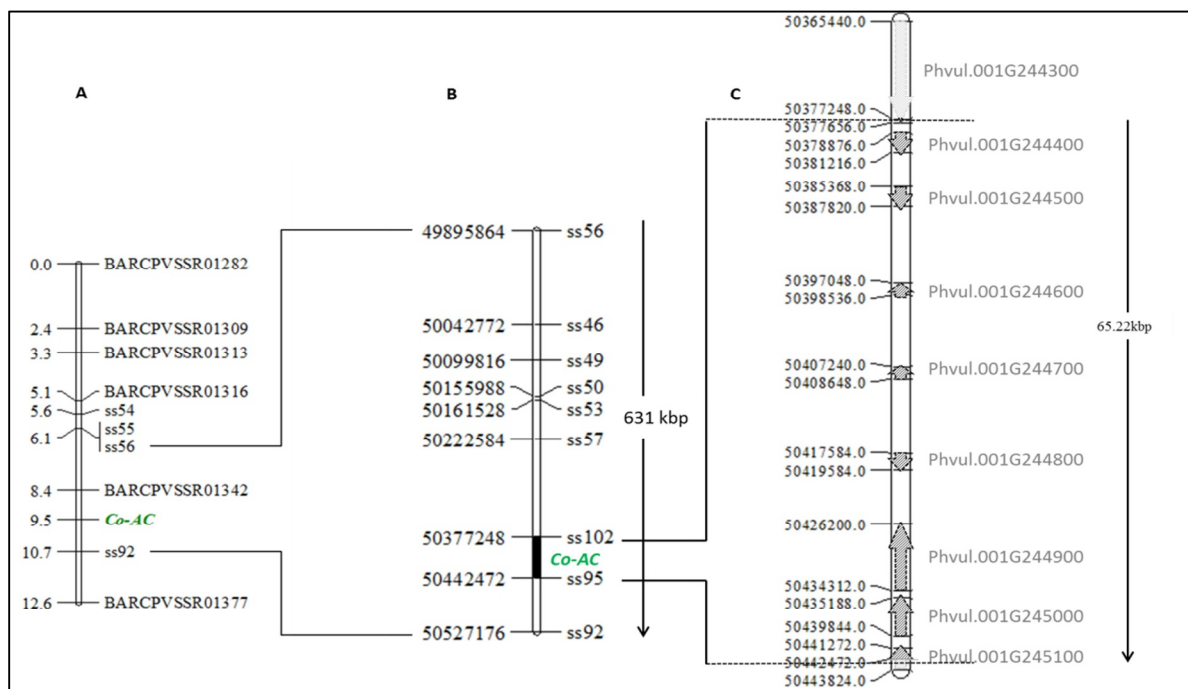 A
0.0 BARCPVSSR01282
2.4 BARCPVSSR01309
3.3 BARCPVSSR01313
5.1 BARCPVSSR01316
5.6 ss54
6.1 ss55
ss56
8.4 BARCPVSSR01342
9.5 Co-AC
10.7 ss92
12.6 BARCPVSSR01377
B
49895864 ss56
50042772 ss46
50099816 ss49
50155988 ss50
50161528 ss53
50222584 ss57
50377248 ss102
Co-AC
50442472 ss95
50527176 ss92
631 kbp
C
50365440.0
Phvul.001G244300
50377248.0
50377656.0
50378876.0
Phvul.001G244400
50381216.0
50385368.0
Phvul.001G244500
50387820.0
50397048.0
Phvul.001G244600
50398536.0
50407240.0
Phvul.001G244700
50408648.0
50417584.0
Phvul.001G244800
50419584.0
50426200.0
Phvul.001G244900
50434312.0
50435188.0
Phvul.001G245000
50439844.0
50441272.0
Phvul.001G245100
50442472.0
50443824.0
65.22kbp